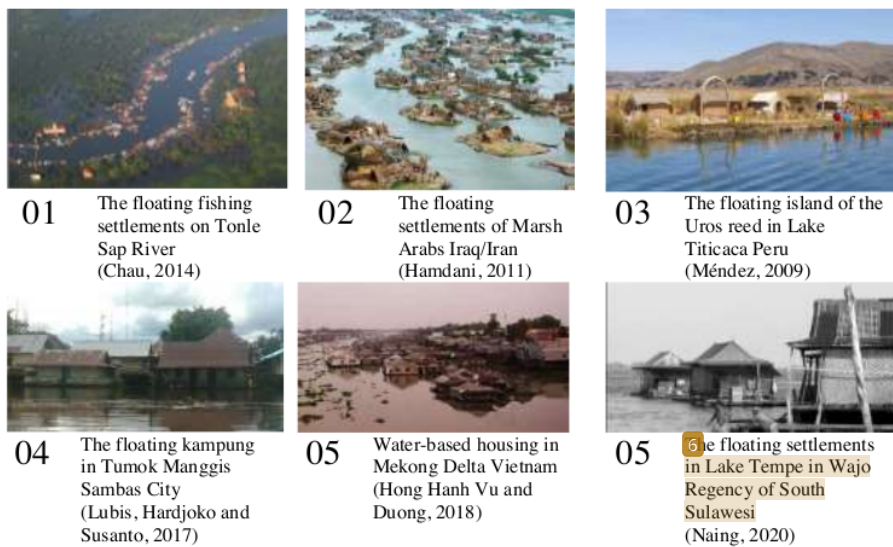 01
The floating fishing
settlements on Tonle
Sap River
(Chau, 2014)
02
The floating
settlements of Marsh
Arabs Iraq/Iran
(Hamdani, 2011)
03
The floating island of the
Uros reed in Lake
Titicaca Peru
(Méndez, 2009)
04
The floating kampung
in Tumok Manggis
Sambas City
(Lubis, Hardjoko and
Susanto, 2017)
05
Water-based housing in
Mekong Delta Vietnam
(Hong Hanh Vu and
Duong, 2018)
05
6
The floating settlements
in Lake Tempe in Wajo
Regency of South
Sulawesi
(Naing, 2020)